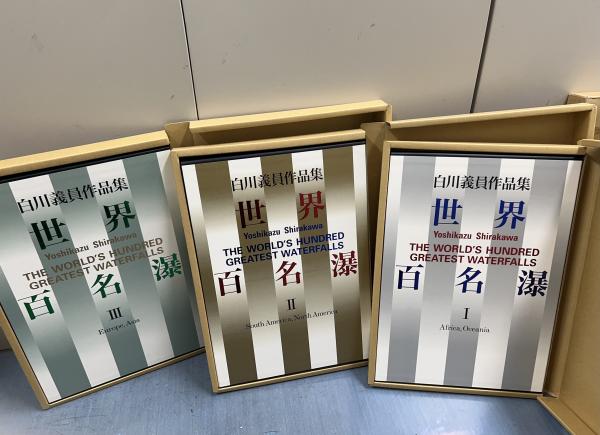 白川義員作品集
世界
Yoshikazu Shirakawa
THE WORLD'S HUNDRED
GREATEST WATERFALLS
百名瀑
III
Europe, Asia
白川義員作品集
世界
Yoshikazu Shirakawa
THE WORLD'S HUNDRED
GREATEST WATERFALLS
百名瀑
II
South America, North America
白川義員作品集
世界
Yoshikazu Shirakawa
THE WORLD'S HUNDRED
GREATEST WATERFALLS
百名瀑
I
Africa, Oceania